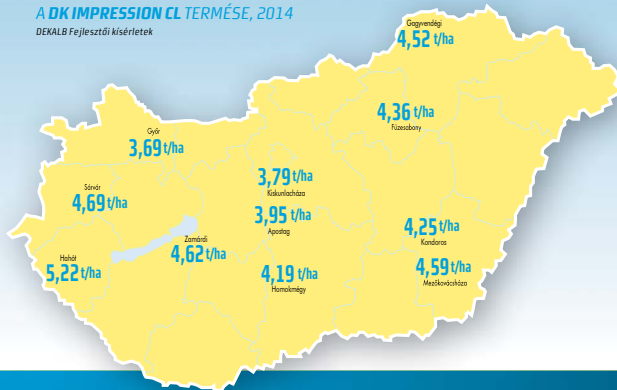 A DK IMPRESSION CL TERMÉSE, 2014
DEKALB Fejlesztői kísérletek
Gagyvendégi
4,52 t/ha
4,36 t/ha
Füzesabony
Győr
3,69 t/ha
3,79 t/ha
Kiskunlacháza
Sárvár
4,69 t/ha
3,95 t/ha
Apostag
4,25 t/ha
Kondoros
Zamárdi
4,62 t/ha
Hahót
5,22 t/ha
4,19 t/ha
Homokmégy
4,59 t/ha
Mezőkovácsháza